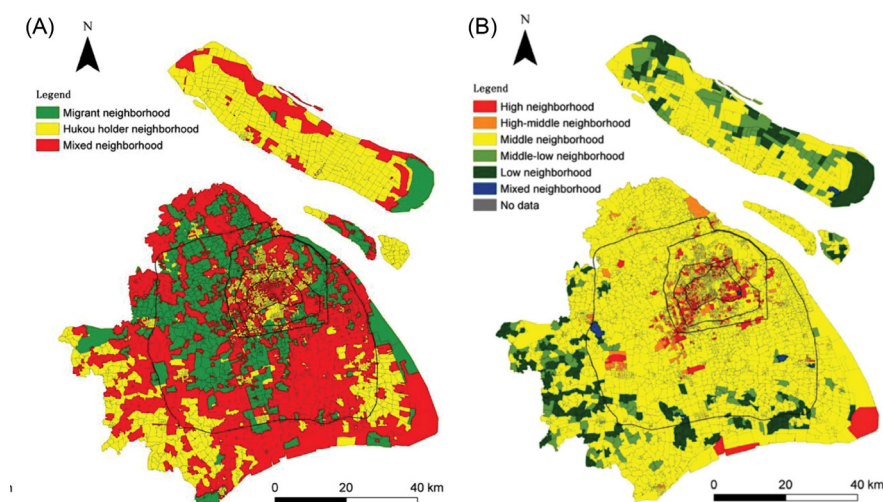 (A)
N
Legend
Migrant neighborhood
Hukou holder neighborhood
Mixed neighborhood
0 20 40 km
(B)
N
Legend
High neighborhood
High-middle neighborhood
Middle neighborhood
Middle-low neighborhood
Low neighborhood
Mixed neighborhood
No data
0 20 40 km